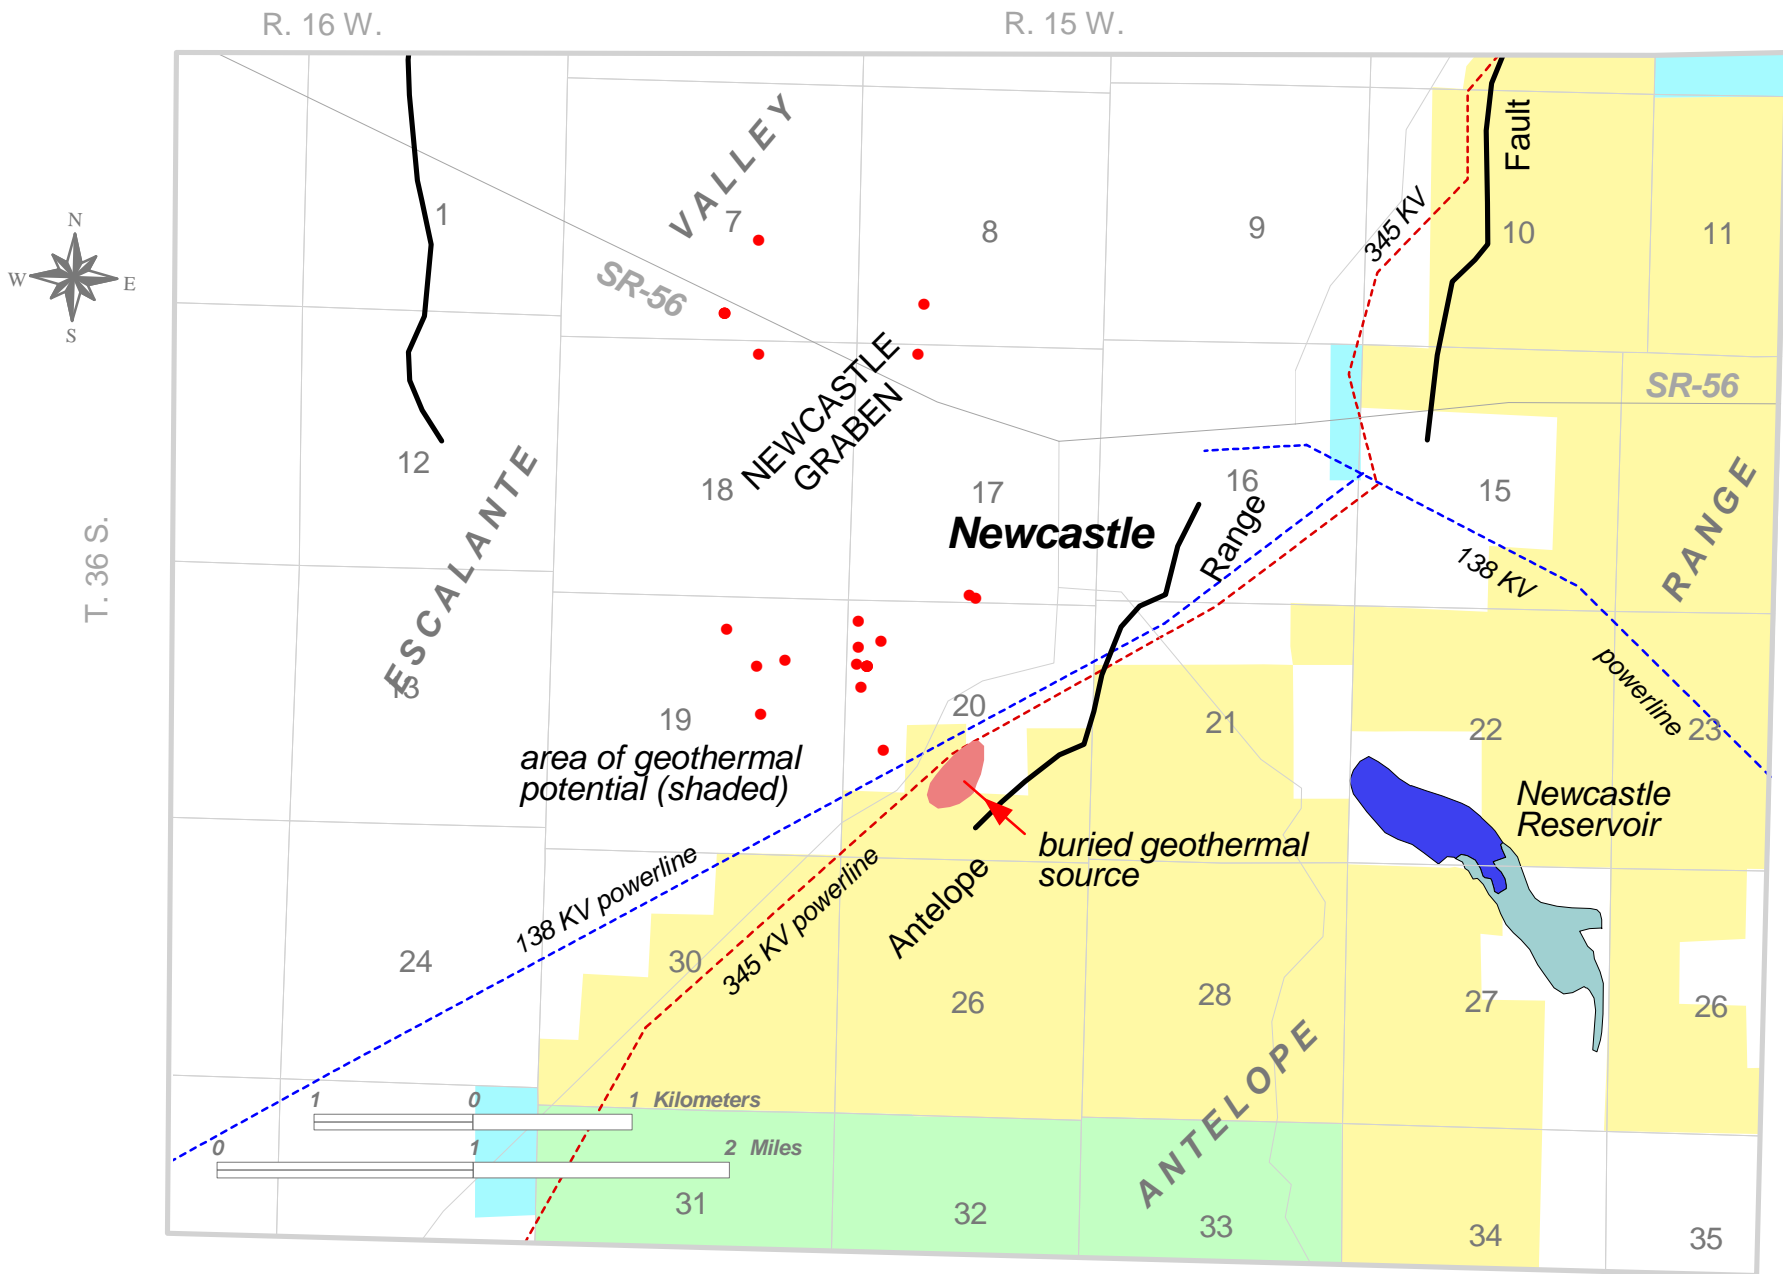 R. 16 W.
R. 15 W.
N
W
E
S
T. 36 S.
VALLEY
Fault
345 KV
1
7
8
9
10
11
SR-56
SR-56
NEWCASTLE
GRABEN
12
18
17
16
15
ESCALANTE
Newcastle
Range
138 KV
RANGE
13
19
20
21
22
23
powerline
area of geothermal
potential (shaded)
Newcastle
Reservoir
buried geothermal
source
Antelope
138 KV powerline
345 KV powerline
24
30
26
28
27
26
ANTELOPE
1
0
1
Kilometers
0
1
2
Miles
31
32
33
34
35